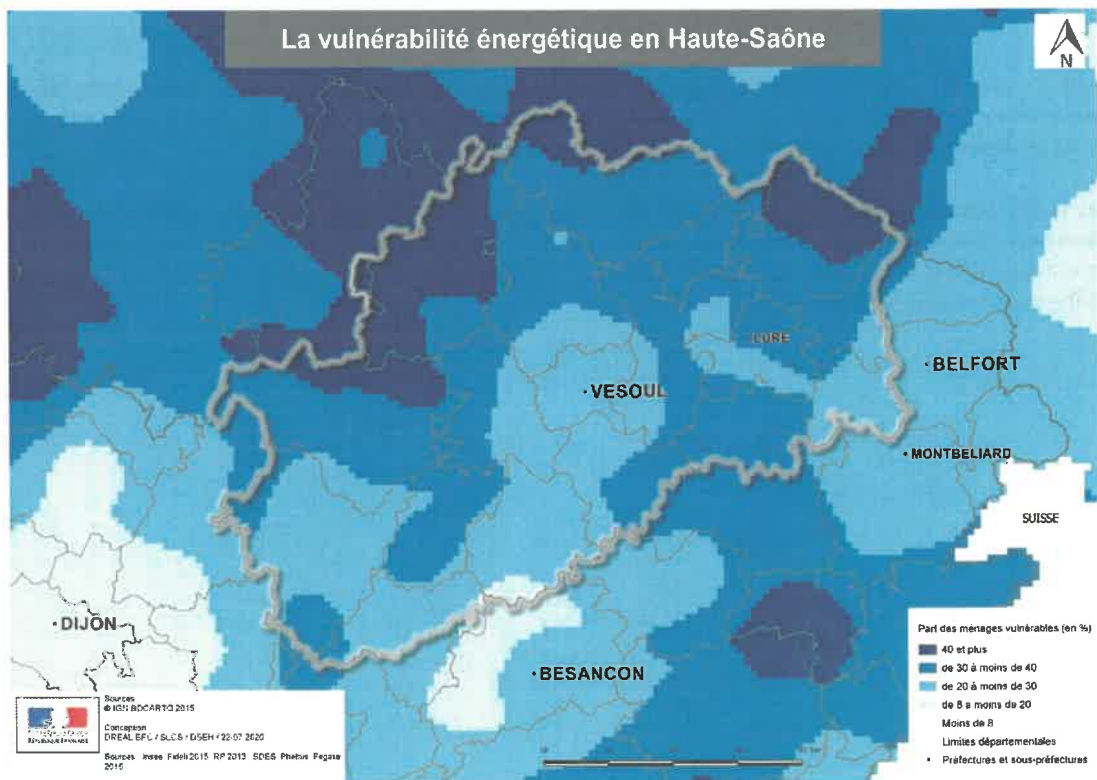 La vulnérabilité énergétique en Haute-Saône
N
LURE
VESOUL
BELFORT
MONTBELIARD
SUISSE
DIJON
BESANCON
Part des ménages vulnérables (en %)
40 et plus
de 30 à moins de 40
de 20 à moins de 30
de 8 a moins de 20
Moins de 8
Limites départementales
Préfectures et sous-préfectures
Sources
© IGN BDCARTO 2015
Conception
DREAL BFC / SLCS / DSEH / 22-07 2020
Sources Insee Fideli 2015 RP 2013 SDES Phebus Pegase
2015
RÉPUBLIQUE FRANÇAISE